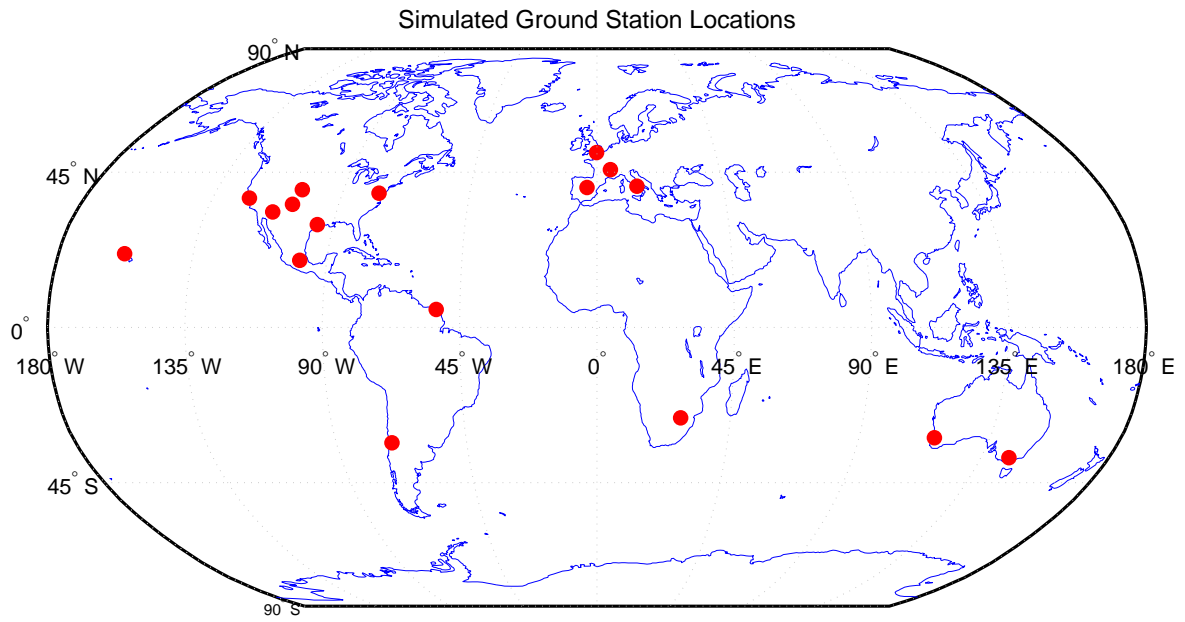 Simulated Ground Station Locations
90° N
45° N
0°
180° W
135° W
90° W
45° W
0°
45° E
90° E
135° E
180° E
45° S
90 S